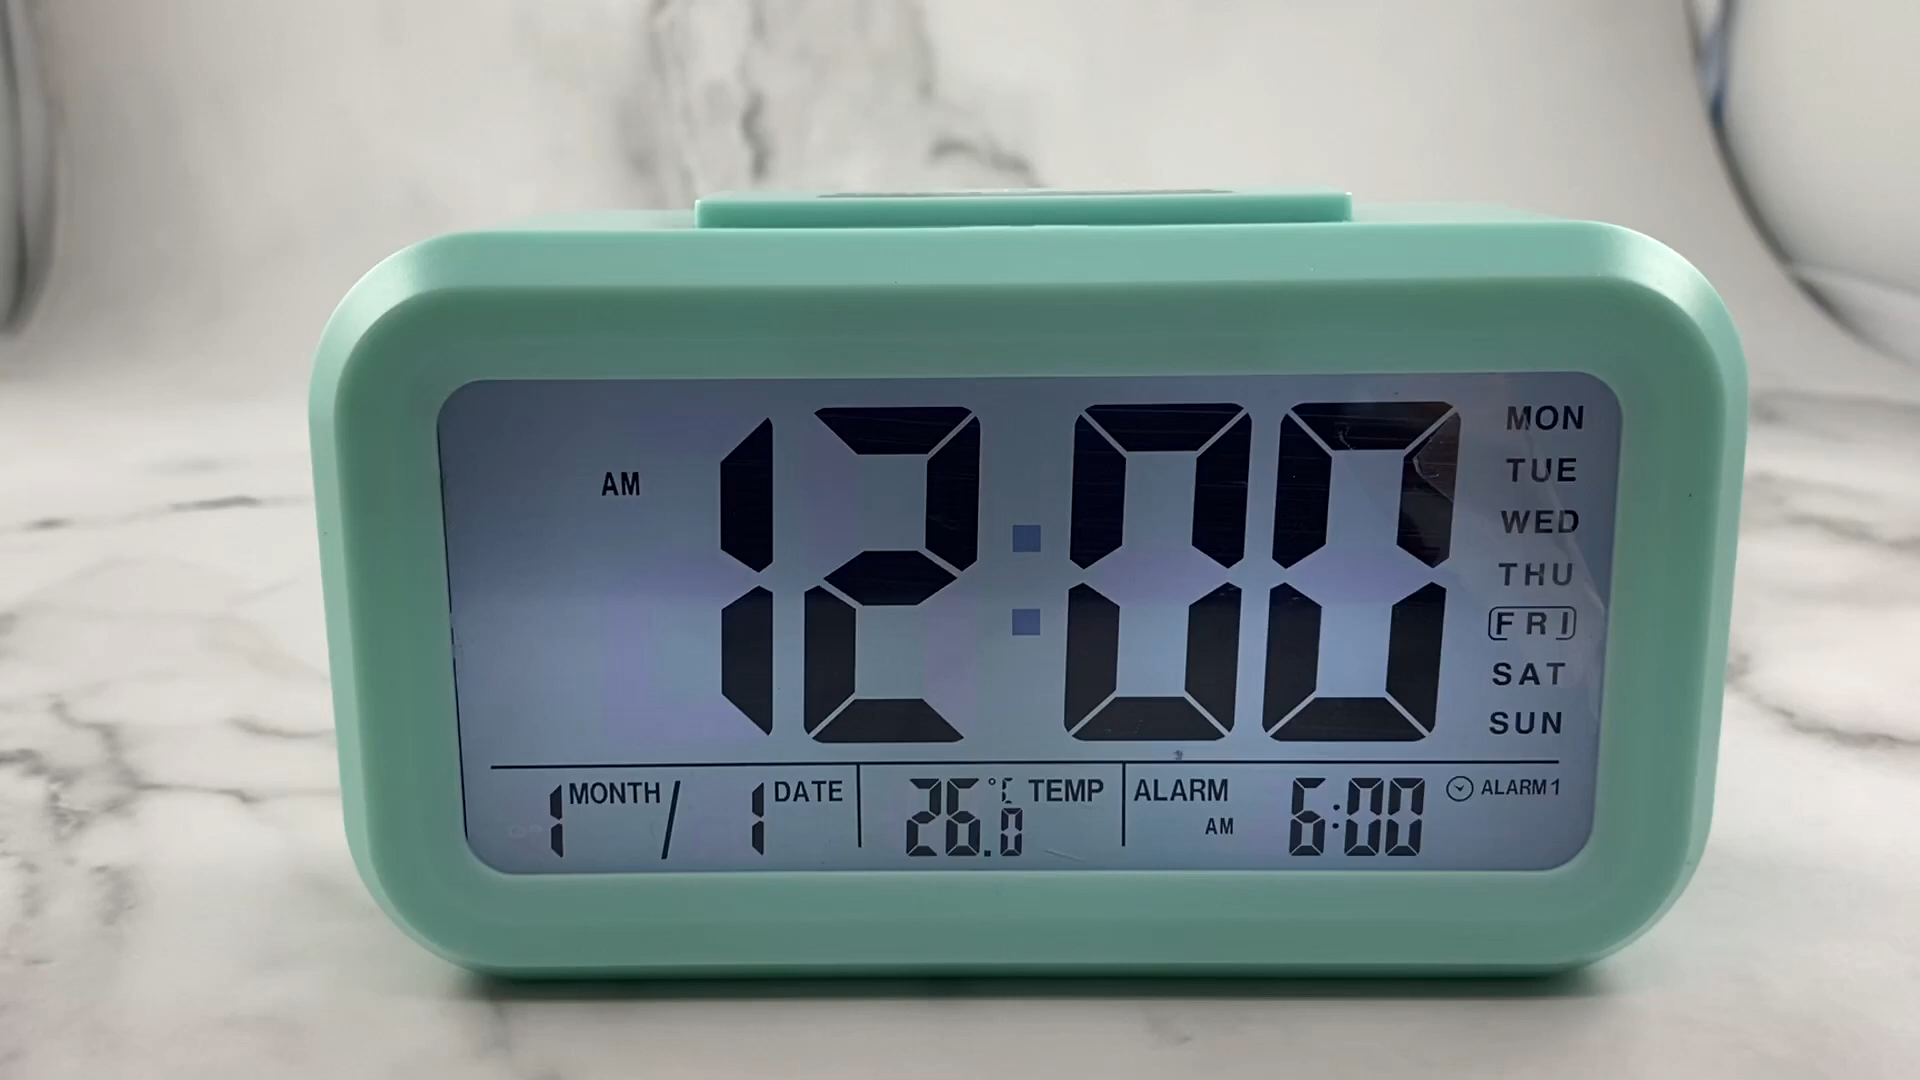 AM 12:00
MON
TUE
WED
THU
FRI
SAT
SUN
1 MONTH / 1 DATE
26.0 °C TEMP
ALARM AM 6:00 ALARM 1